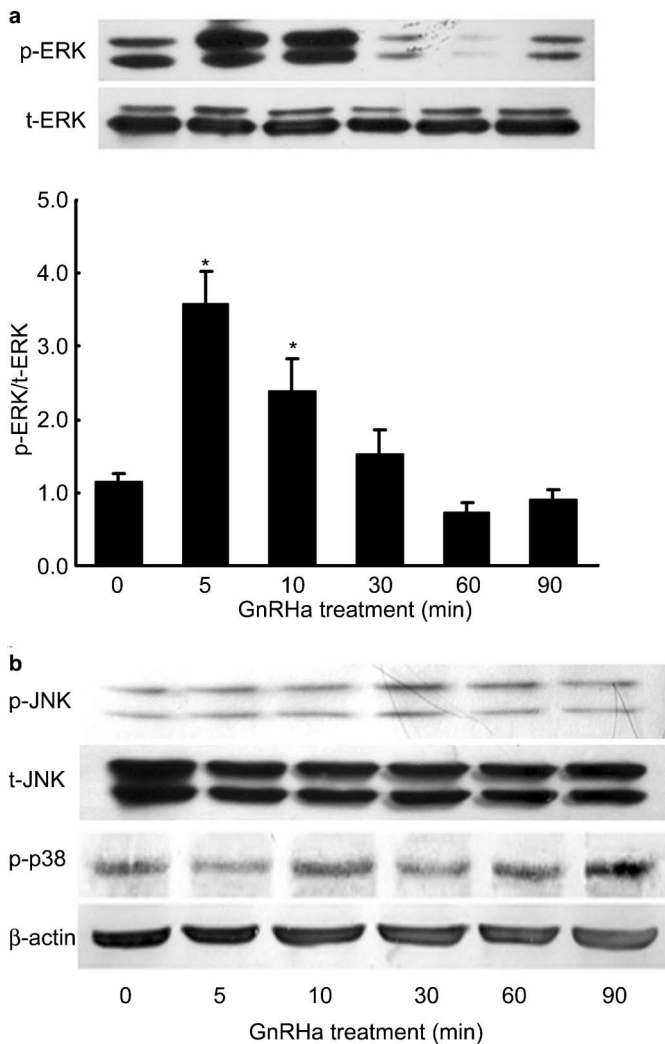 a
p-ERK
t-ERK
5.0
4.0
3.0
2.0
1.0
0.0
p-ERK/t-ERK
*
*
0 5 10 30 60 90
GnRHa treatment (min)
b
p-JNK
t-JNK
p-p38
β-actin
0 5 10 30 60 90
GnRHa treatment (min)